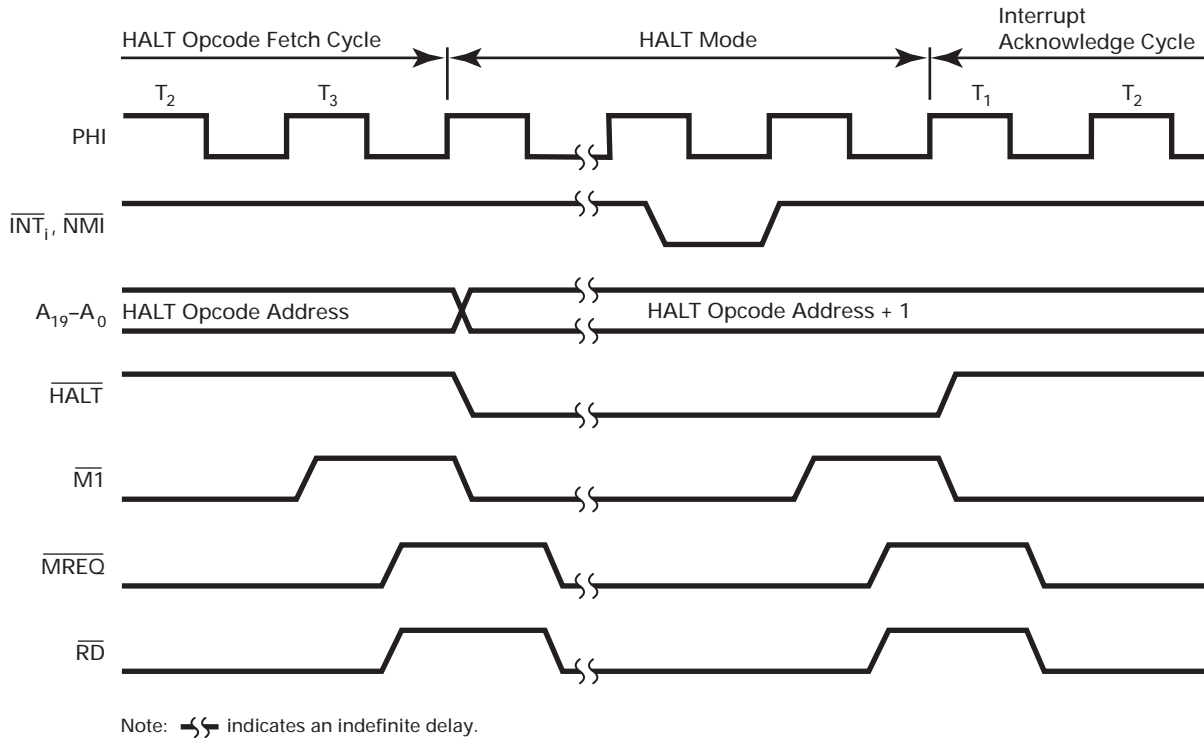 HALT Opcode Fetch Cycle
HALT Mode
Interrupt
Acknowledge Cycle
T2
T3
T1
T2
PHI
INTi, NMI
A19–A0
HALT Opcode Address
HALT Opcode Address + 1
HALT
M1
MREQ
RD
Note: indicates an indefinite delay.